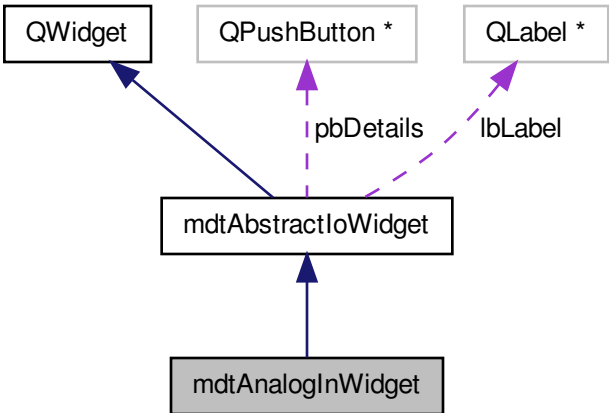 QWidget
QPushButton *
QLabel *
pbDetails
lbLabel
mdtAbstractIoWidget
mdtAnalogInWidget